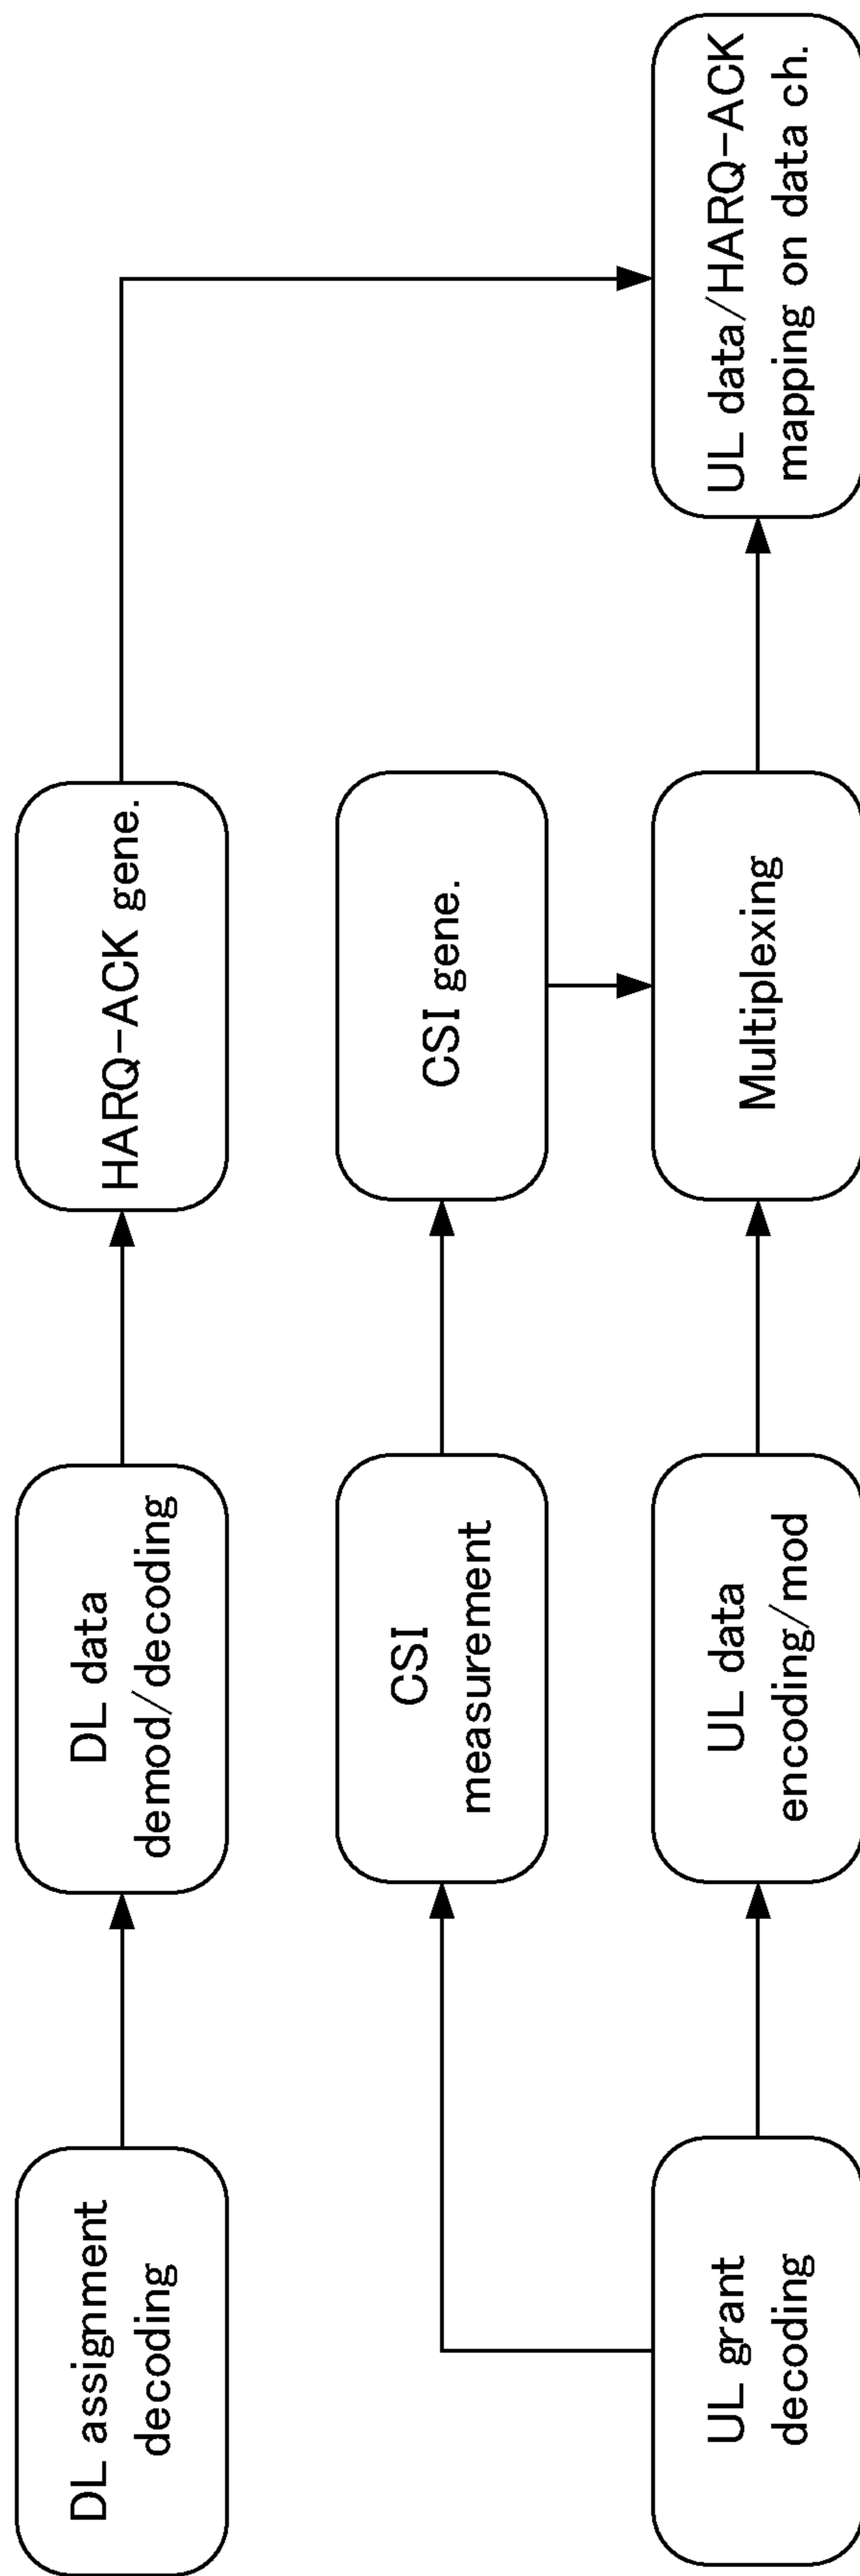 DL assignment
decoding
DL data
demod/decoding
HARQ-ACK gene.
CSI
measurement
CSI gene.
UL grant
decoding
UL data
encoding/mod
Multiplexing
UL data/HARQ-ACK
mapping on data ch.